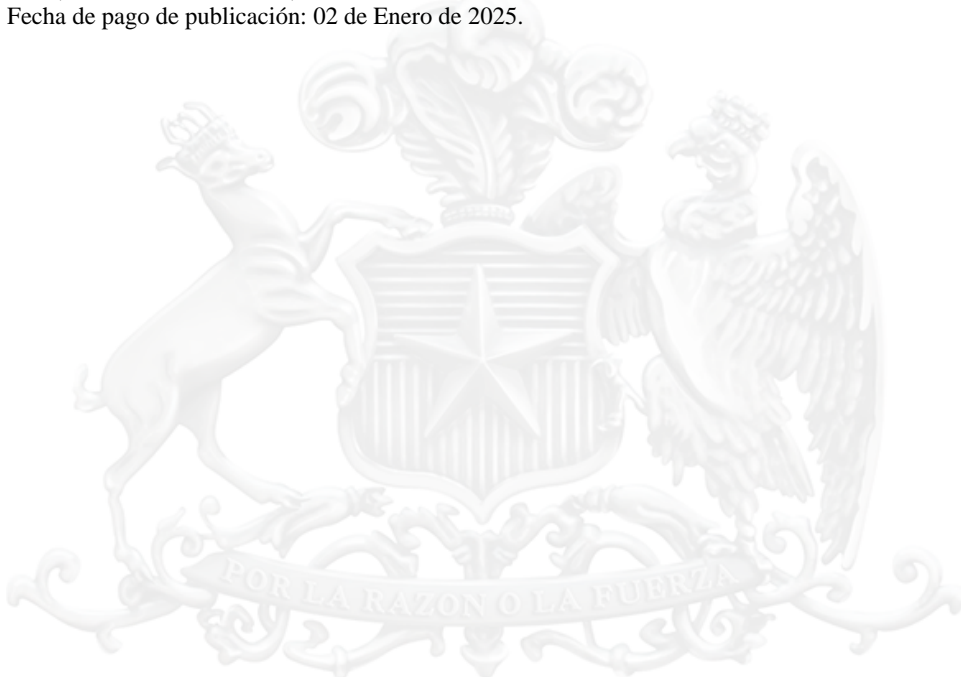 Fecha de pago de publicación: 02 de Enero de 2025.
POR LA RAZON O LA FUERZA